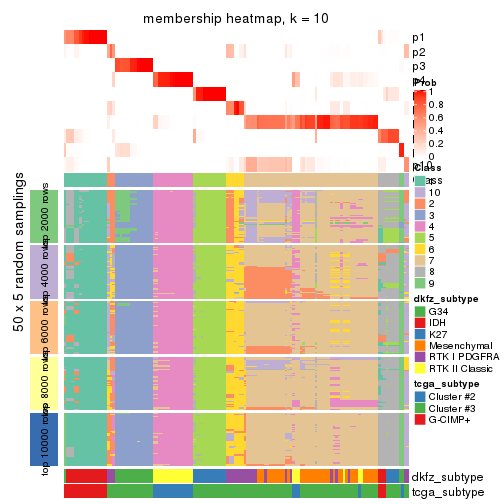 membership heatmap, k = 10
p1
p2
p3
p4
p10
Prob
1
0.8
0.6
0.4
0.2
0
Class
1
10
2
3
4
5
6
7
8
9
dkfz_subtype
G34
IDH
K27
Mesenchymal
RTK I PDGFRA
RTK II Classic
tcga_subtype
Cluster #2
Cluster #3
G-CIMP+
50 x 5 random samplings
top 2000 rows
top 4000 rows
top 6000 rows
top 8000 rows
top 10000 rows
dkfz_subtype
tcga_subtype